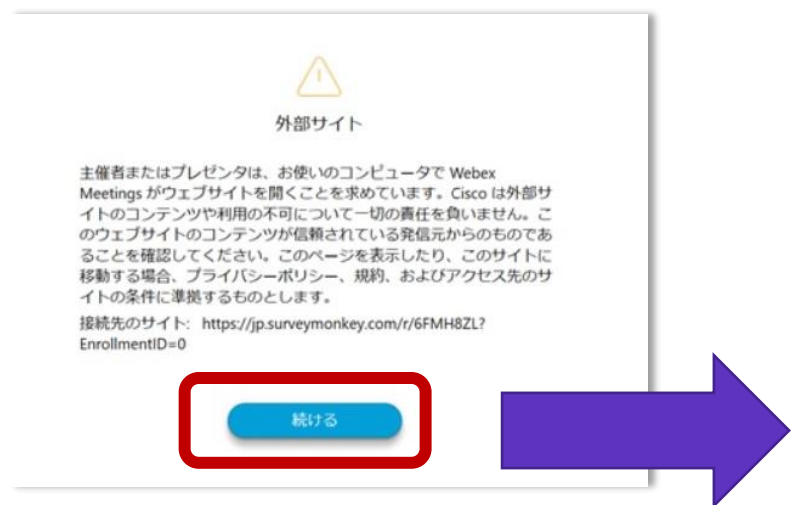 外部サイト
主催者またはプレゼンタは、お使いのコンピュータで Webex
Meetings がウェブサイトを開くことを求めています。Cisco は外部サ
イトのコンテンツや利用の不可について一切の責任を負いません。こ
のウェブサイトのコンテンツが信頼されている発信元からのものであ
ることを確認してください。このページを表示したり、このサイトに
移動する場合、プライバシーポリシー、規約、およびアクセス先のサ
イトの条件に準拠するものとします。
接続先のサイト: https://jp.surveymonkey.com/r/6FMH8ZL?
EnrollmentID=0
続ける